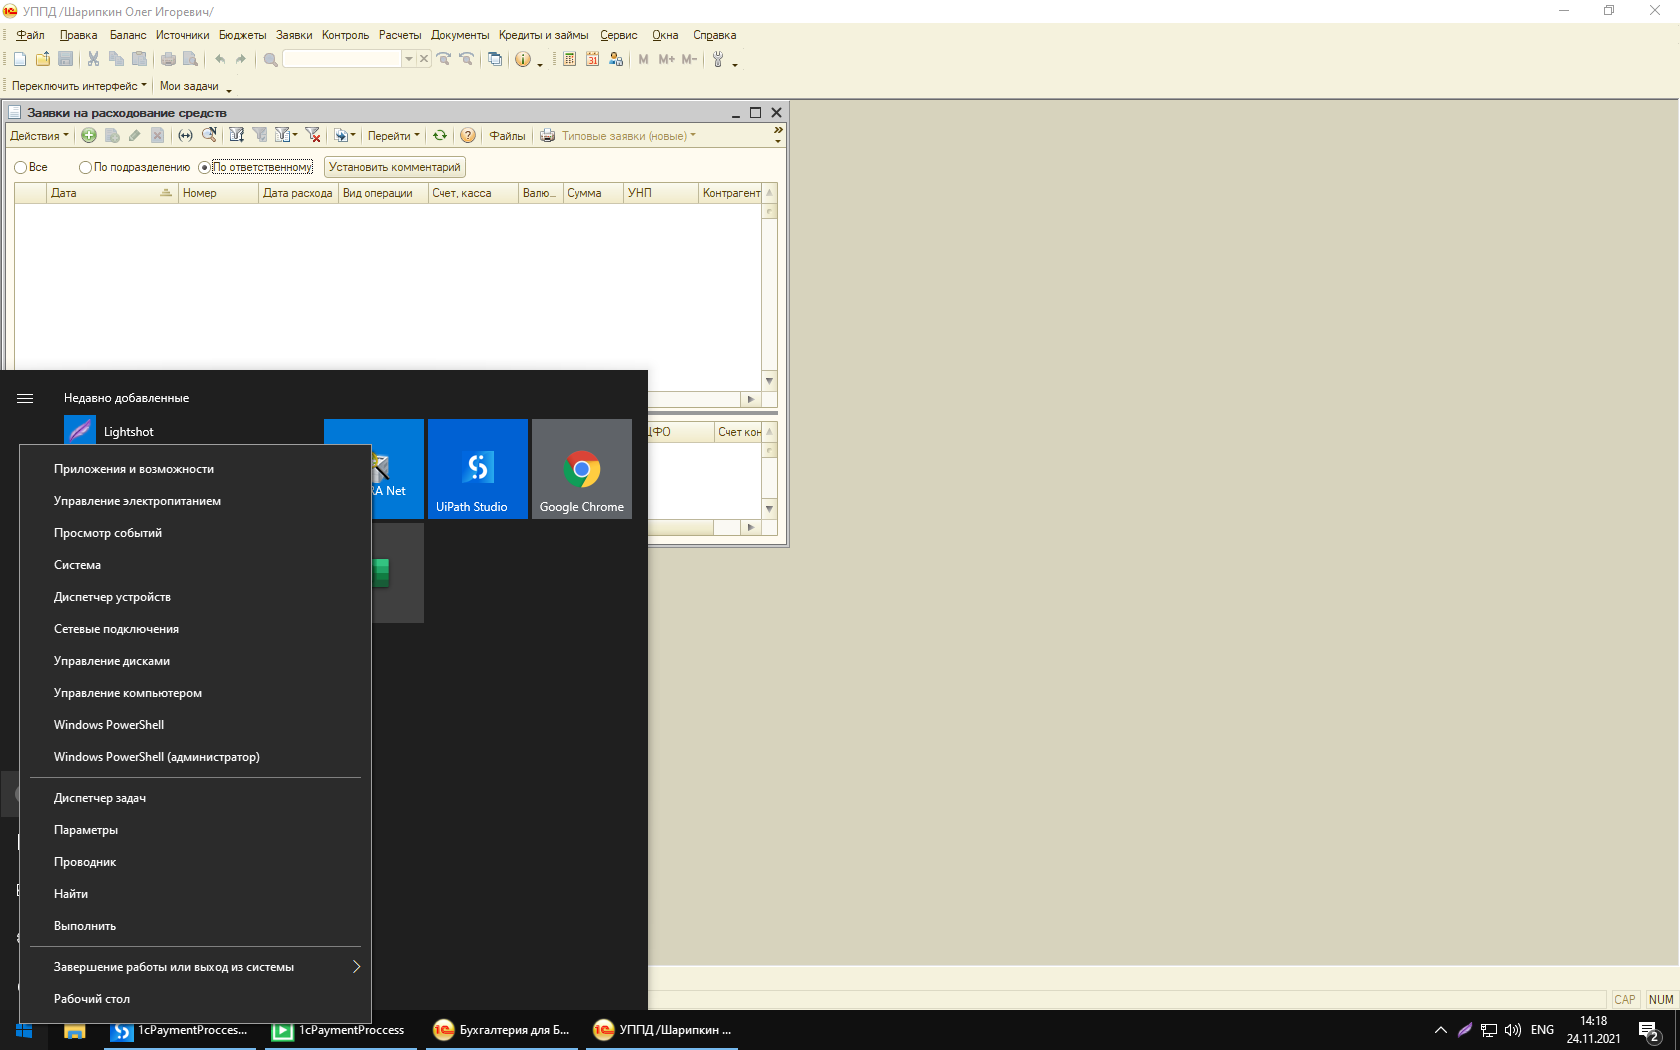 УППД /Шарипкин Олег Игоревич/
Файл Правка Баланс Источники Бюджеты Заявки Контроль Расчеты Документы Кредиты и займы Сервис Окна Справка
M M+ M-
Переключить интерфейс Мои задачи
Заявки на расходование средств
Действия Перейти Файлы Типовые заявки (новые)
Все По подразделению По ответственному Установить комментарий
Дата Номер Дата расхода Вид операции Счет, касса Валю... Сумма УНП Контрагент
ЦФО Счет кон
Недавно добавленные
Lightshot
RA Net
UiPath Studio
Google Chrome
Приложения и возможности
Управление электропитанием
Просмотр событий
Система
Диспетчер устройств
Сетевые подключения
Управление дисками
Управление компьютером
Windows PowerShell
Windows PowerShell (администратор)
Диспетчер задач
Параметры
Проводник
Найти
Выполнить
Завершение работы или выход из системы
Рабочий стол
CAP NUM
1cPaymentProcces...
1cPaymentProccess
Бухгалтерия для Б...
УППД /Шарипкин ...
ENG
14:18
24.11.2021
2